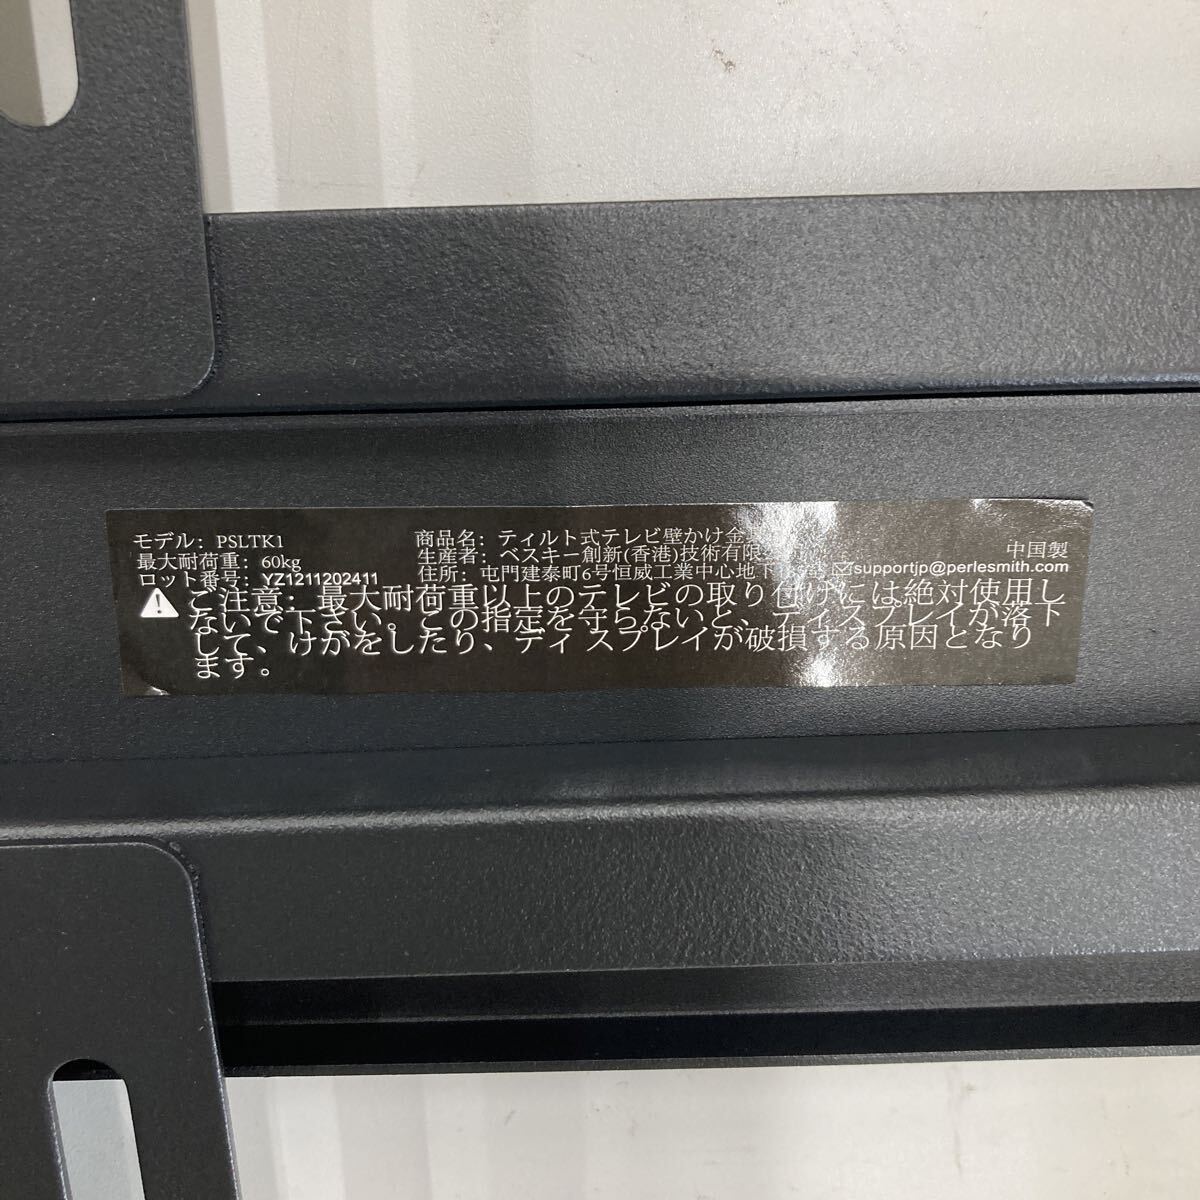 モデル: PSLTK1
最大耐荷重: 60kg
ロット番号: YZ1211202411
商品名: ティルト式テレビ壁かけ金
生産者: ベスキー創新(香港)技術有限
住所: 屯門建泰町6号恒威工業中心地下
中国製
supportjp@perlesmith.com
ご注意: 最大耐荷重以上のテレビの取り付けには絶対使用し
ないで下さい。この指定を守らないと、ディスプレイが落下
して、けがをしたり、ディスプレイが破損する原因となり
ます。